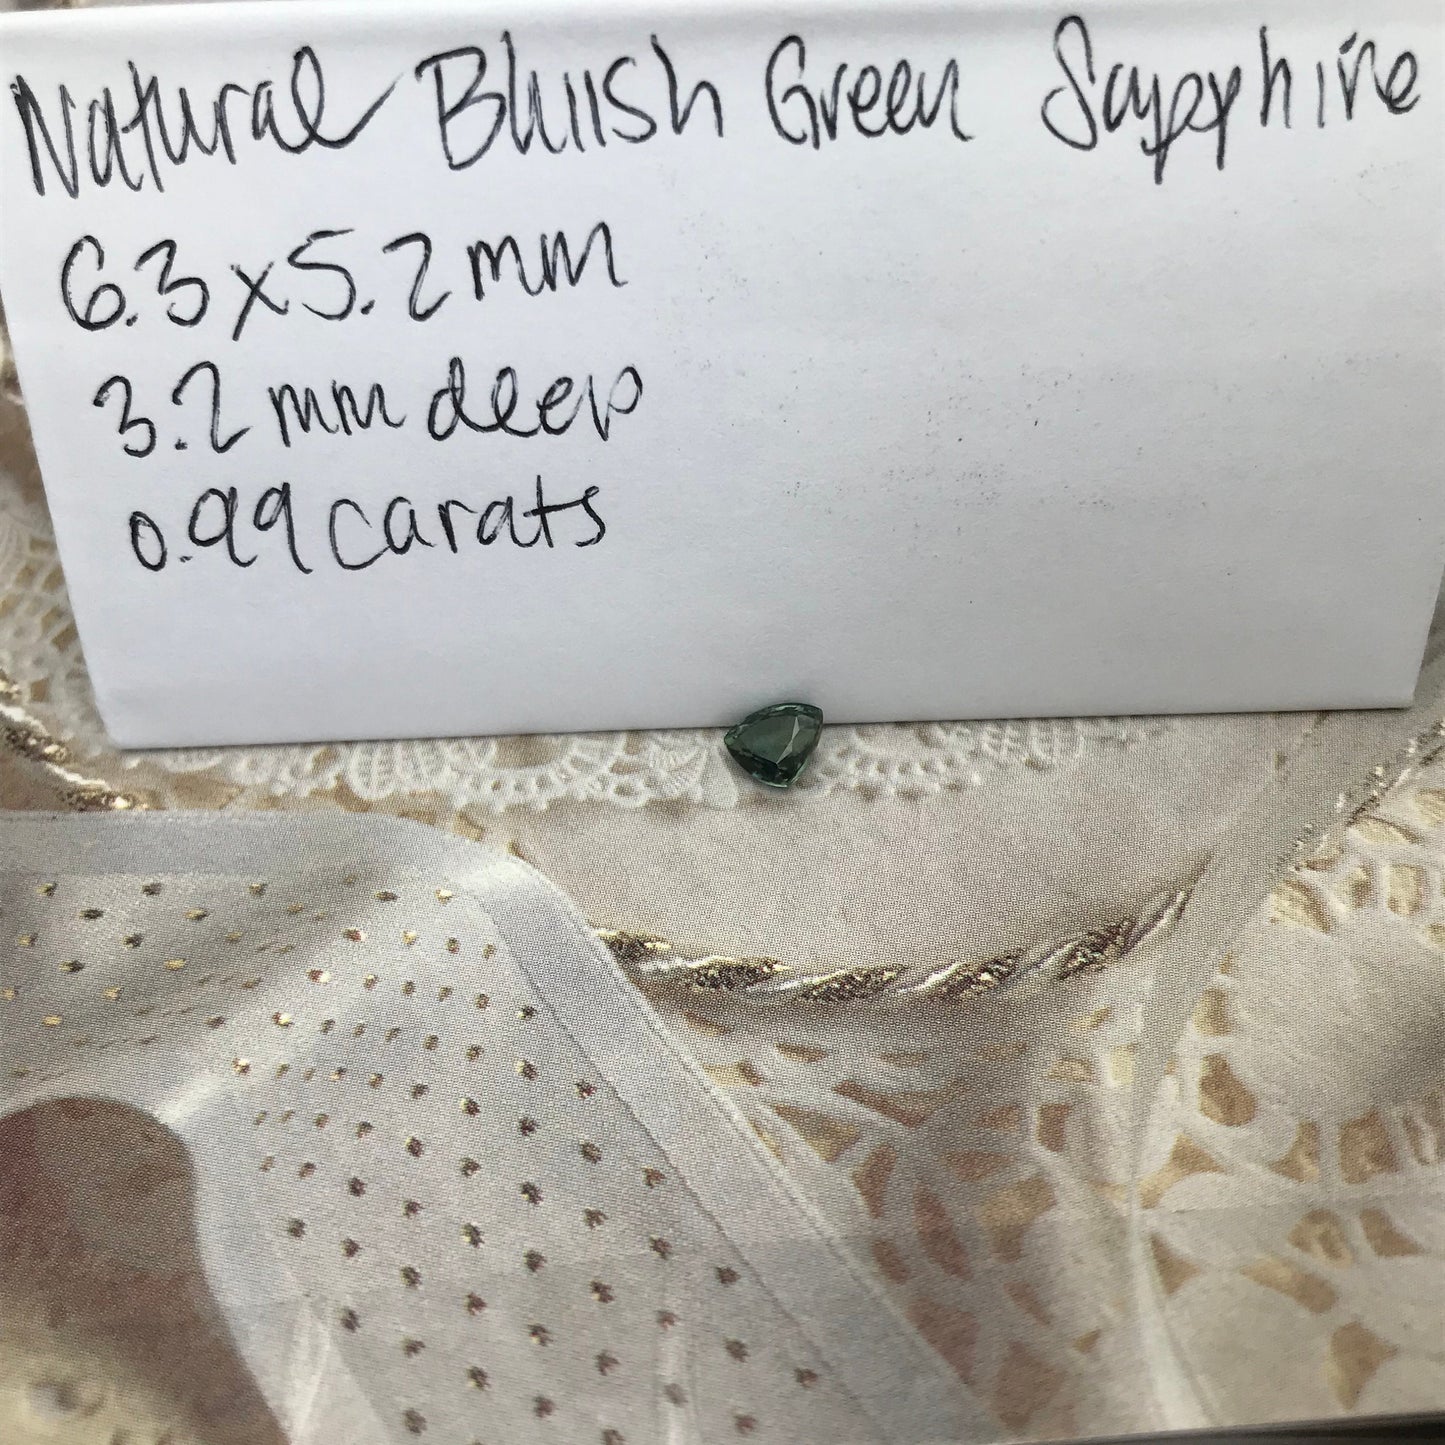 Natural Bluish Green Sapphire
6.3x5.2mm
3.2mm deep
0.99 carats